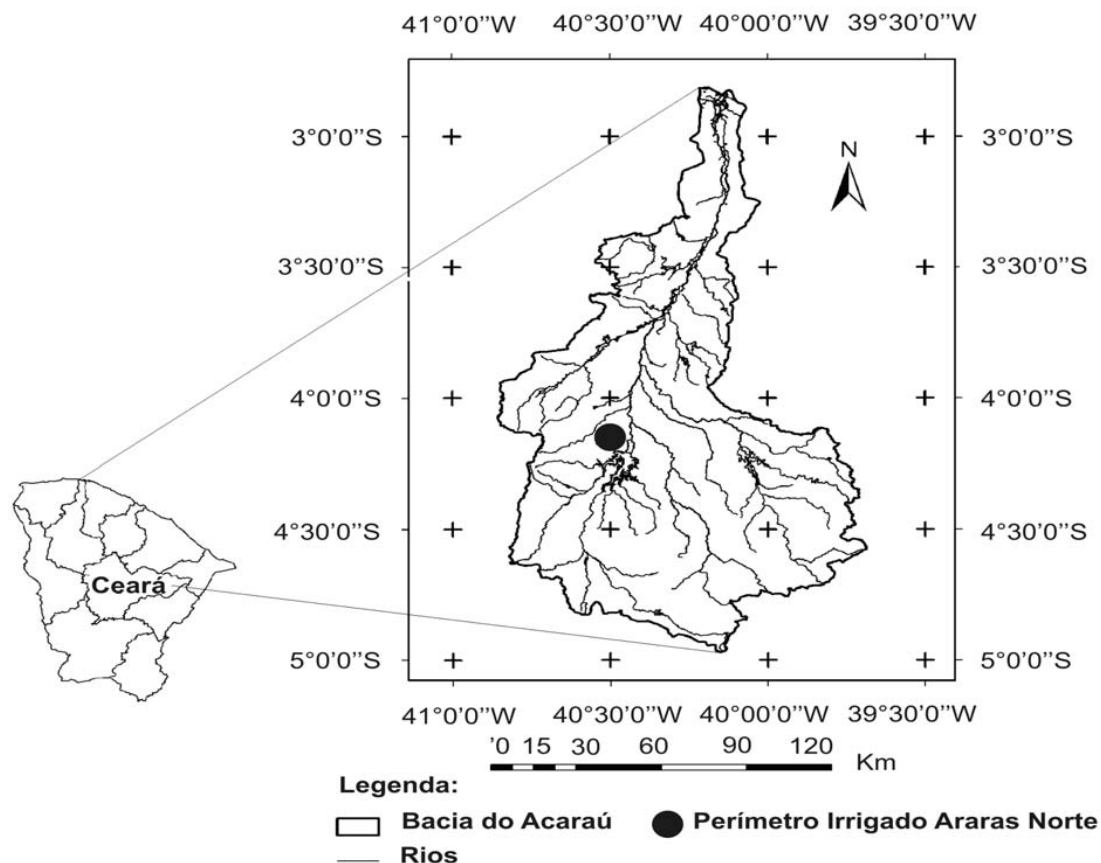 41°0'0''W 40°30'0''W 40°00'0''W 39°30'0''W
3°0'0''S 3°0'0''S
N
3°30'0''S 3°30'0''S
4°0'0''S 4°0'0''S
4°30'0''S 4°30'0''S
Ceará
5°0'0''S 5°0'0''S
41°0'0''W 40°30'0''W 40°00'0''W 39°30'0''W
'0 15 30 60 90 120
Km
Legenda:
Bacia do Acaraú Perímetro Irrigado Araras Norte
Rios